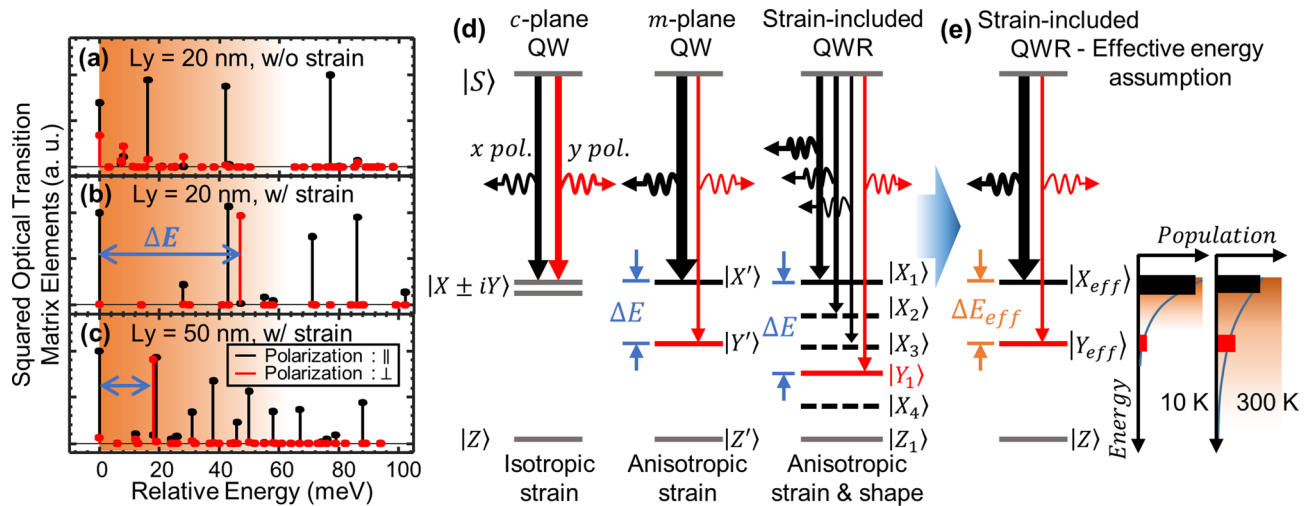 Squared Optical Transition
Matrix Elements (a. u.)
(a) Ly = 20 nm, w/o strain
(b) Ly = 20 nm, w/ strain
ΔE
(c) Ly = 50 nm, w/ strain
Polarization : ∥
Polarization : ⊥
0 20 40 60 80 100
Relative Energy (meV)
(d)
c-plane
QW
m-plane
QW
Strain-included
QWR
|S⟩
x pol.
y pol.
|X ± iY⟩
|Z⟩
Isotropic
strain
ΔE
|X′⟩
|Y′⟩
|Z′⟩
Anisotropic
strain
ΔE
|X₁⟩
|X₂⟩
|X₃⟩
|Y₁⟩
|X₄⟩
|Z₁⟩
Anisotropic
strain & shape
(e) Strain-included
QWR - Effective energy
assumption
ΔE_eff
|X_eff⟩
|Y_eff⟩
|Z⟩
Population
Energy
10 K
300 K